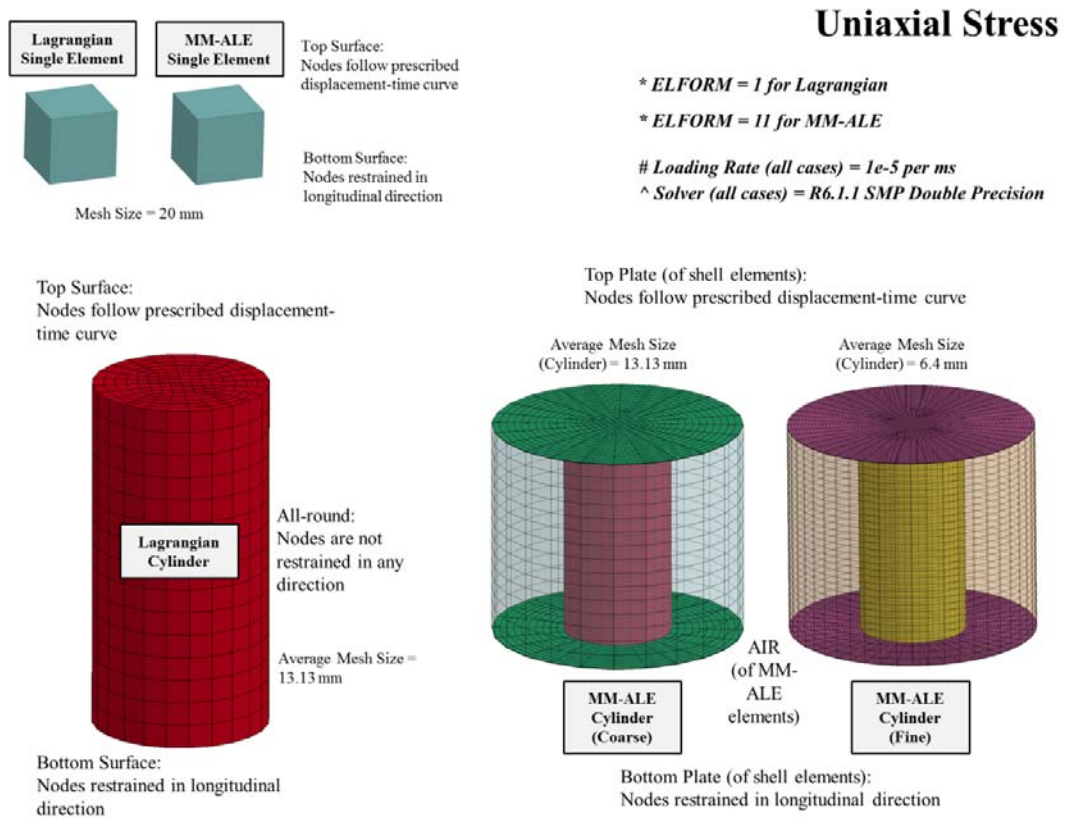 Uniaxial Stress
Lagrangian
Single Element
MM-ALE
Single Element
Top Surface:
Nodes follow prescribed
displacement-time curve
Bottom Surface:
Nodes restrained in
longitudinal direction
Mesh Size = 20 mm
* ELFORM = 1 for Lagrangian
* ELFORM = 11 for MM-ALE
# Loading Rate (all cases) = 1e-5 per ms
^ Solver (all cases) = R6.1.1 SMP Double Precision
Top Surface:
Nodes follow prescribed displacement-
time curve
Lagrangian
Cylinder
All-round:
Nodes are not
restrained in any
direction
Average Mesh Size =
13.13 mm
Bottom Surface:
Nodes restrained in longitudinal
direction
Top Plate (of shell elements):
Nodes follow prescribed displacement-time curve
Average Mesh Size
(Cylinder) = 13.13 mm
Average Mesh Size
(Cylinder) = 6.4 mm
AIR
(of MM-
ALE
elements)
MM-ALE
Cylinder
(Coarse)
MM-ALE
Cylinder
(Fine)
Bottom Plate (of shell elements):
Nodes restrained in longitudinal direction